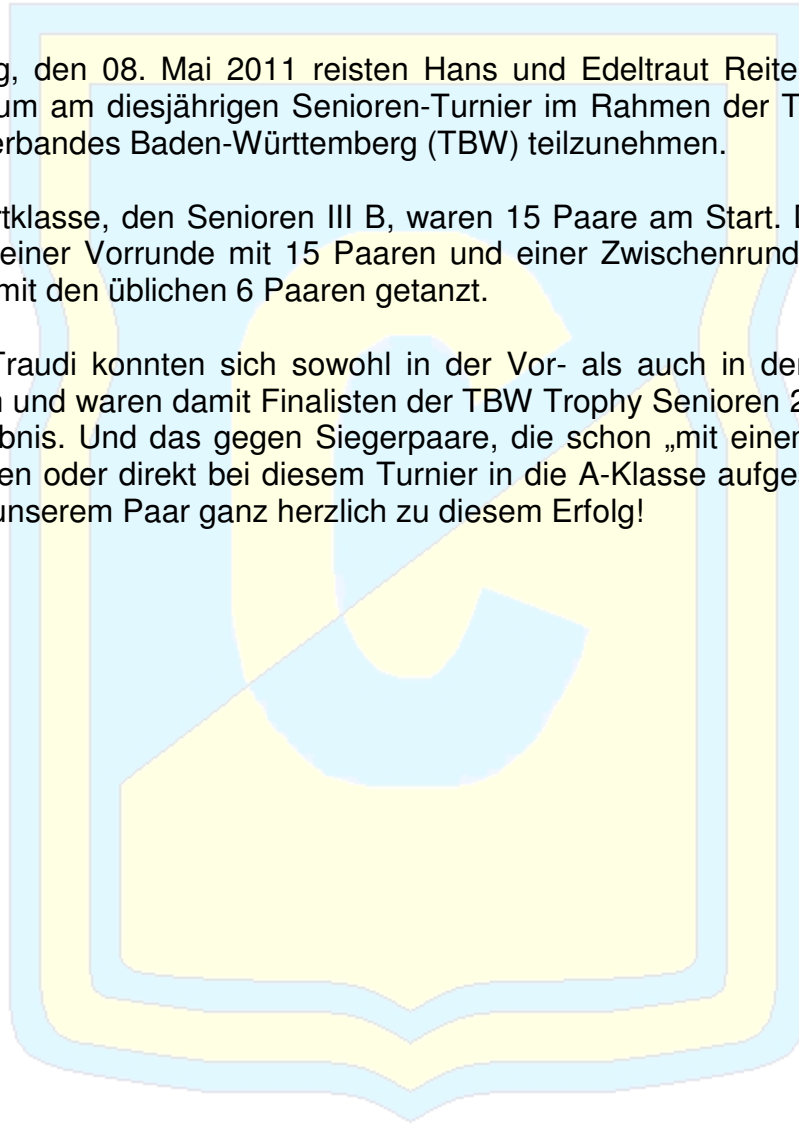 g, den 08. Mai 2011 reisten Hans und Edeltraut Reite
um am diesjährigen Senioren-Turnier im Rahmen der T
erbandes Baden-Württemberg (TBW) teilzunehmen.
rtklasse, den Senioren III B, waren 15 Paare am Start.
einer Vorrunde mit 15 Paaren und einer Zwischenrund
mit den üblichen 6 Paaren getanzt.
Traudi konnten sich sowohl in der Vor- als auch in der
und waren damit Finalisten der TBW Trophy Senioren 2
bnis. Und das gegen Siegerpaare, die schon „mit einer
en oder direkt bei diesem Turnier in die A-Klasse aufges
unserem Paar ganz herzlich zu diesem Erfolg!